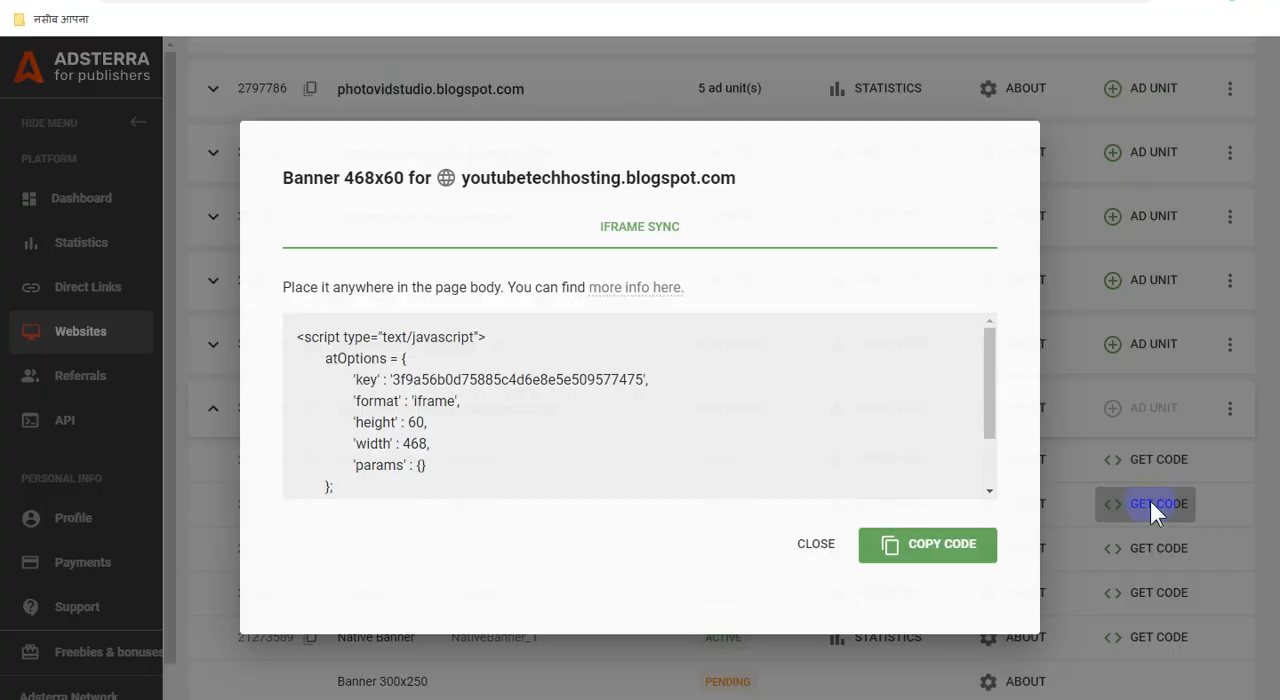 नसीब आपना
ADSTERRA
for publishers
HIDE MENU
PLATFORM
Dashboard
Statistics
Direct Links
Websites
Referrals
API
PERSONAL INFO
Profile
Payments
Support
Freebies & bonuses
Adsterra Network
2797786 photovidstudio.blogspot.com 5 ad unit(s) STATISTICS ABOUT AD UNIT
AD UNIT
AD UNIT
AD UNIT
AD UNIT
AD UNIT
Banner 468x60 for youtubetechhosting.blogspot.com
IFRAME SYNC
Place it anywhere in the page body. You can find more info here.
<script type="text/javascript">
atOptions = {
'key' : '3f9a56b0d75885c4d6e8e5e509577475',
'format' : 'iframe',
'height' : 60,
'width' : 468,
'params' : {}
};
CLOSE COPY CODE
GET CODE
GET CODE
GET CODE
GET CODE
21273589 Native Banner NativeBanner_1 ACTIVE STATISTICS ABOUT GET CODE
Banner 300x250 PENDING ABOUT